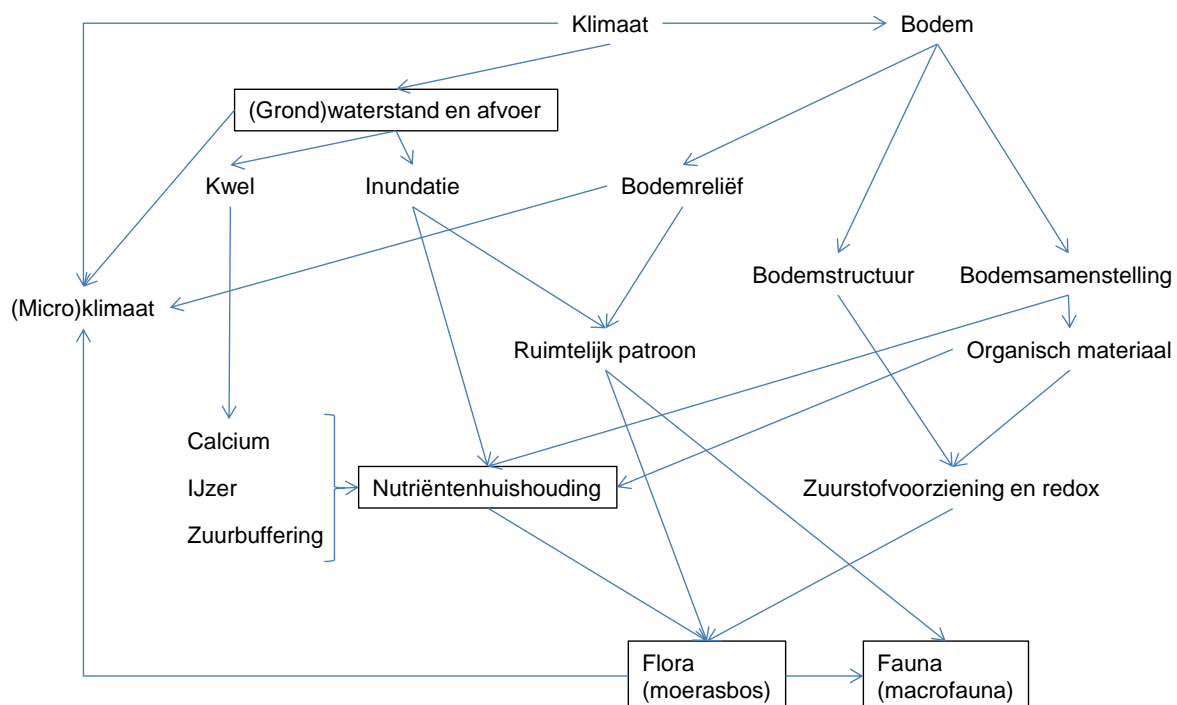 Klimaat
Bodem
(Grond)waterstand en afvoer
Kwel
Inundatie
Bodemreliëf
Bodemstructuur
Bodemsamenstelling
(Micro)klimaat
Ruimtelijk patroon
Organisch materiaal
Calcium
IJzer
Zuurbuffering
Nutriëntenhuishouding
Zuurstofvoorziening en redox
Flora
(moerasbos)
Fauna
(macrofauna)